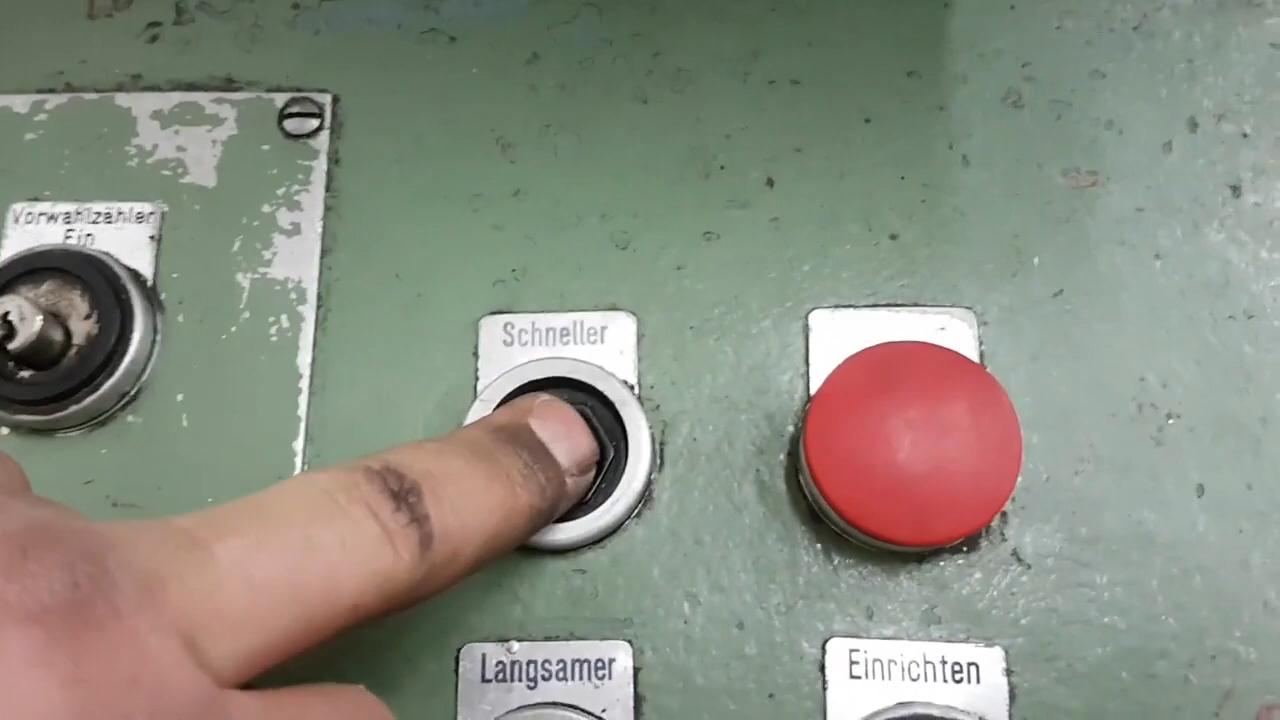 Vorwahlzähler
Ein
Schneller
Langsamer
Einrichten